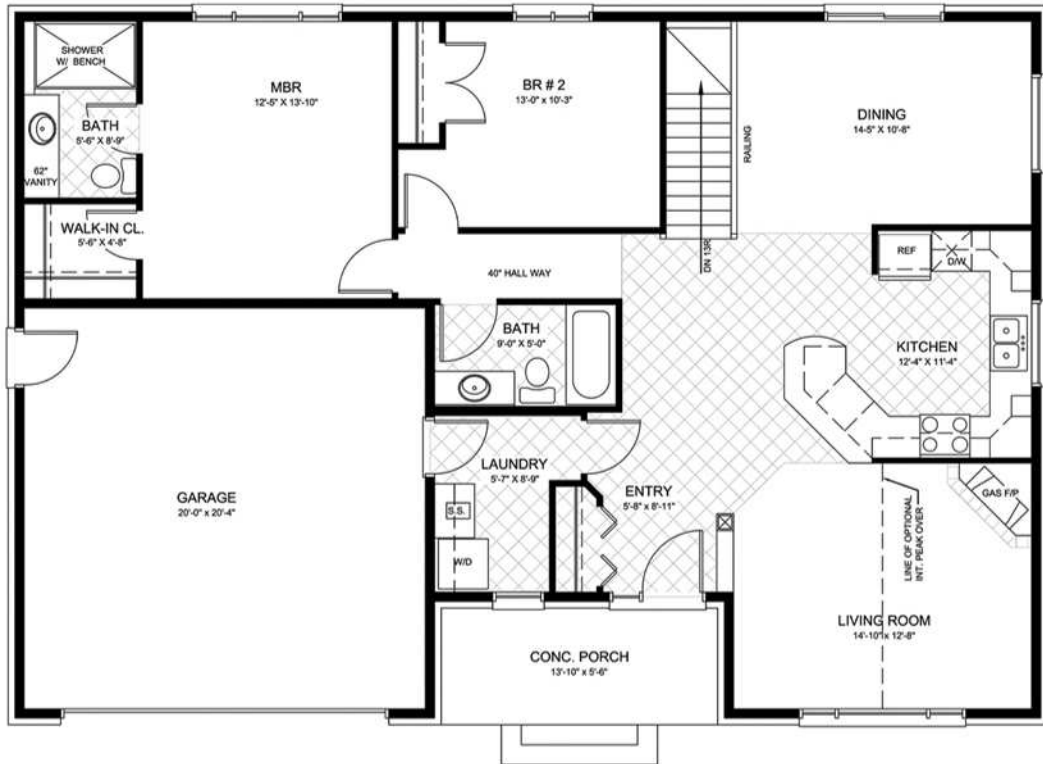 SHOWER
W/ BENCH
MBR
12'-5" X 13'-10"
BR # 2
13'-0" x 10'-3"
DINING
14-5" X 10'-8"
BATH
5'-6" X 8'-9"
RAILING
62"
VANITY
WALK-IN CL.
5'-6" X 4'-8"
REF
D/W
DN 13R
40" HALL WAY
BATH
9'-0" X 5'-0"
KITCHEN
12'-4" X 11'-4"
LAUNDRY
5'-7" X 8'-9"
GARAGE
20'-0" x 20'-4"
ENTRY
5'-8" x 8'-11"
GAS F/P
S.S.
LINE OF OPTIONAL
INT. PEAK OVER
W/D
LIVING ROOM
14'-10" x 12'-8"
CONC. PORCH
13'-10" x 5'-6"